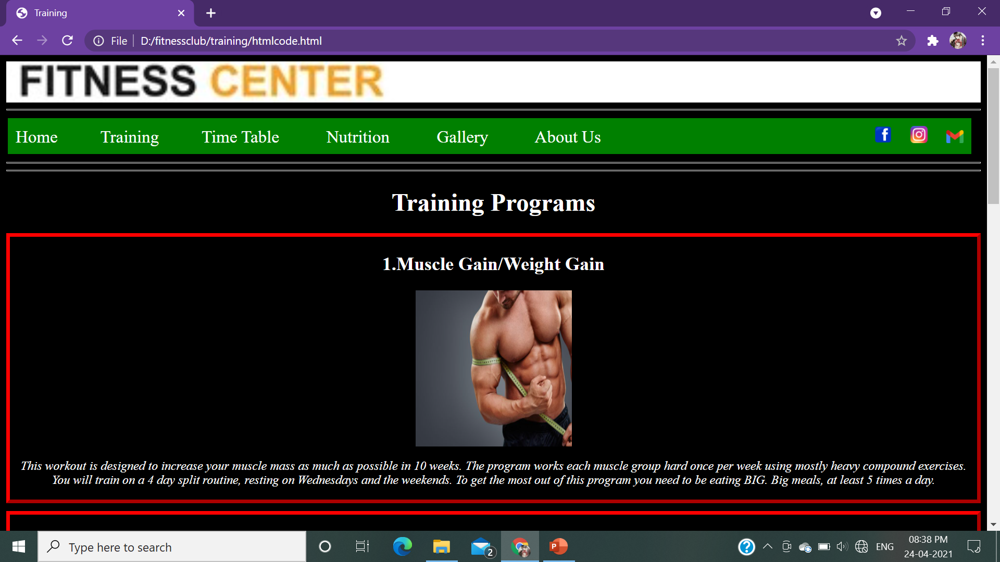 Training
File
D:/fitnessclub/training/htmlcode.html
FITNESS CENTER
Home Training Time Table Nutrition Gallery About Us
Training Programs
1.Muscle Gain/Weight Gain
This workout is designed to increase your muscle mass as much as possible in 10 weeks. The program works each muscle group hard once per week using mostly heavy compound exercises.
You will train on a 4 day split routine, resting on Wednesdays and the weekends. To get the most out of this program you need to be eating BIG. Big meals, at least 5 times a day.
Type here to search
2
P
ENG
08:38 PM
24-04-2021